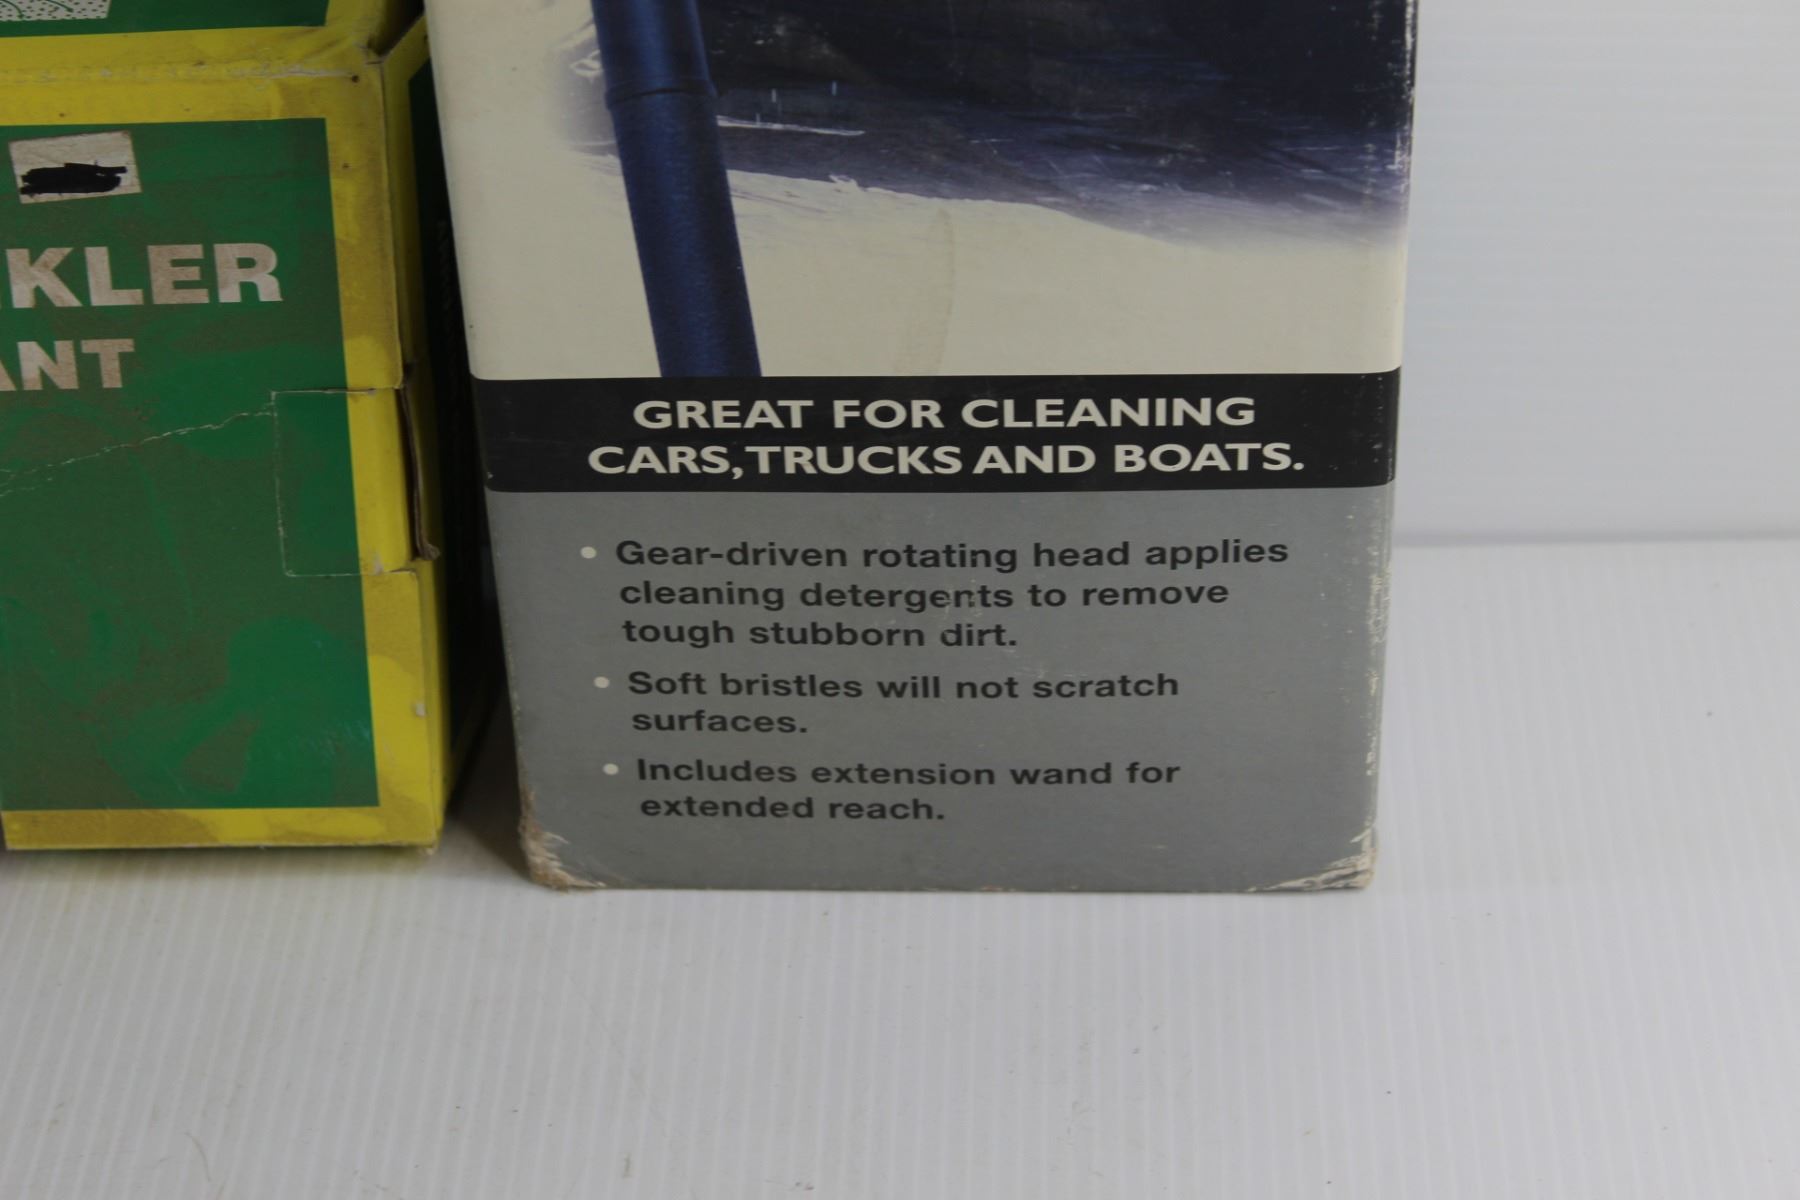 KLER
ANT
GREAT FOR CLEANING
CARS, TRUCKS AND BOATS.
• Gear-driven rotating head applies
cleaning detergents to remove
tough stubborn dirt.
• Soft bristles will not scratch
surfaces.
• Includes extension wand for
extended reach.